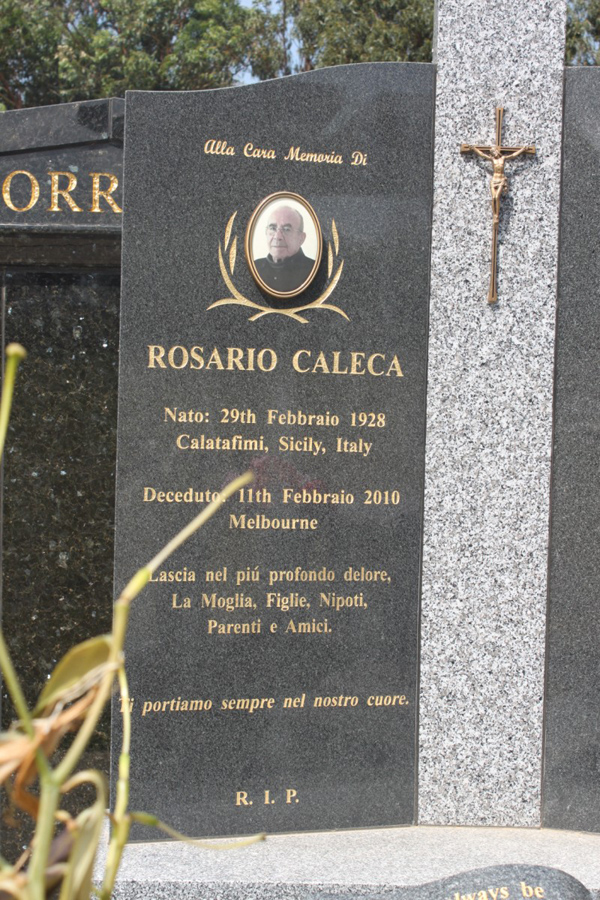 ORR
Alla Cara Memoria Di
ROSARIO CALECA
Nato: 29th Febbraio 1928
Calatafimi, Sicily, Italy
Deceduto: 11th Febbraio 2010
Melbourne
Lascia nel piú profondo delore,
La Moglia, Figlie, Nipoti,
Parenti e Amici.
Ti portiamo sempre nel nostro cuore.
R. I. P.
always be